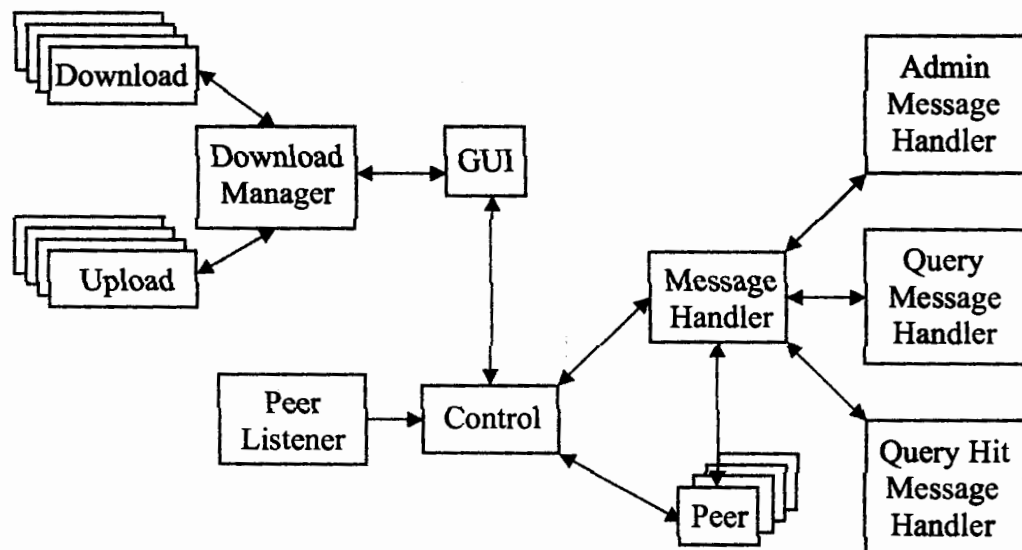 Download
Download
Manager
Upload
GUI
Peer
Listener
Control
Message
Handler
Peer
Admin
Message
Handler
Query
Message
Handler
Query Hit
Message
Handler